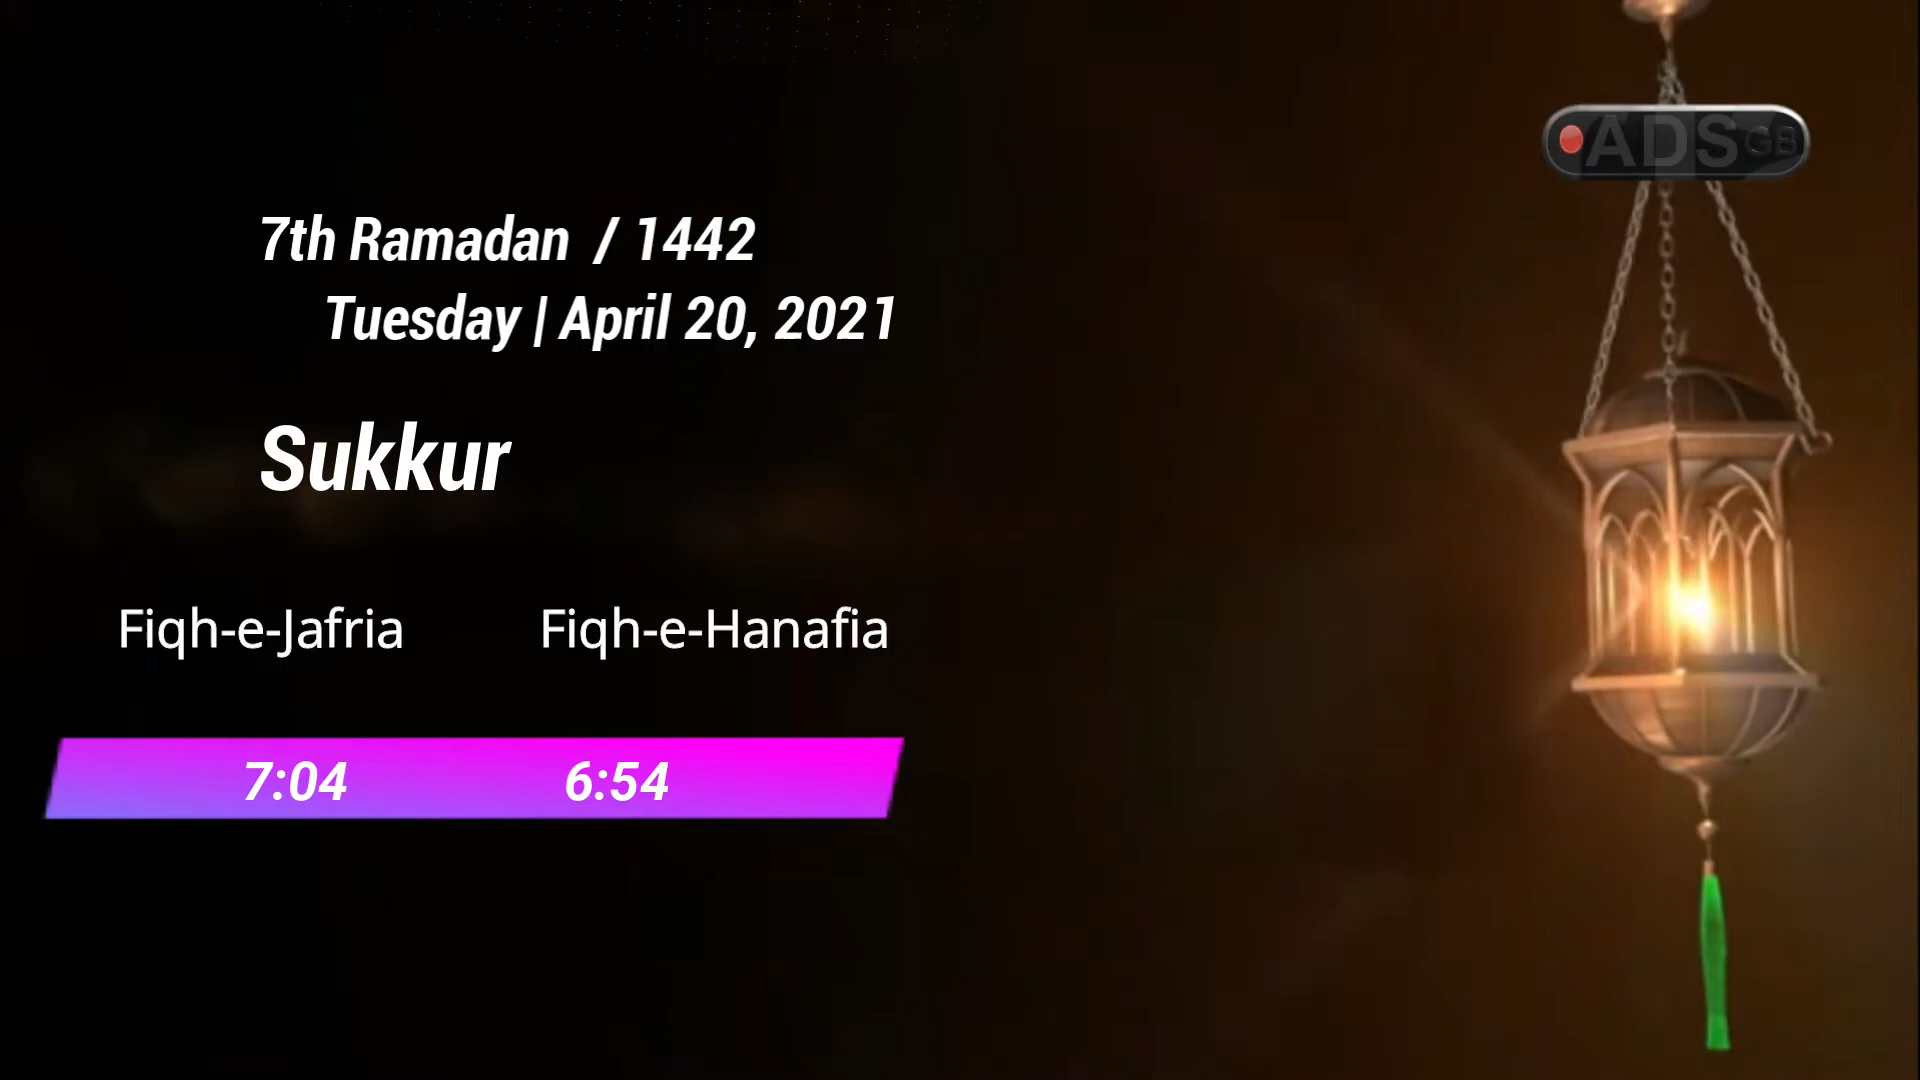 ADS GB
7th Ramadan / 1442
Tuesday | April 20, 2021
Sukkur
Fiqh-e-Jafria Fiqh-e-Hanafia
7:04 6:54